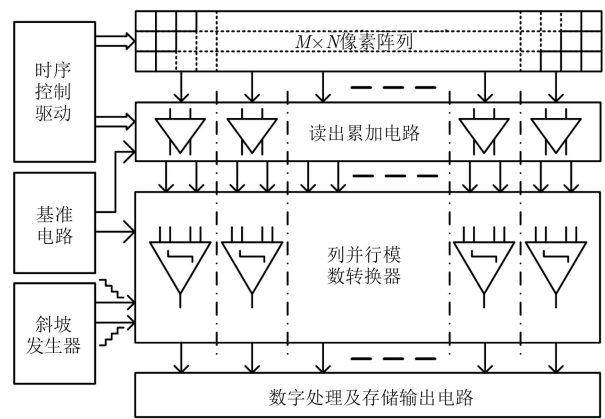 M×N像素阵列
时序
控制
驱动
读出累加电路
基准
电路
列并行模
数转换器
斜坡
发生器
数字处理及存储输出电路